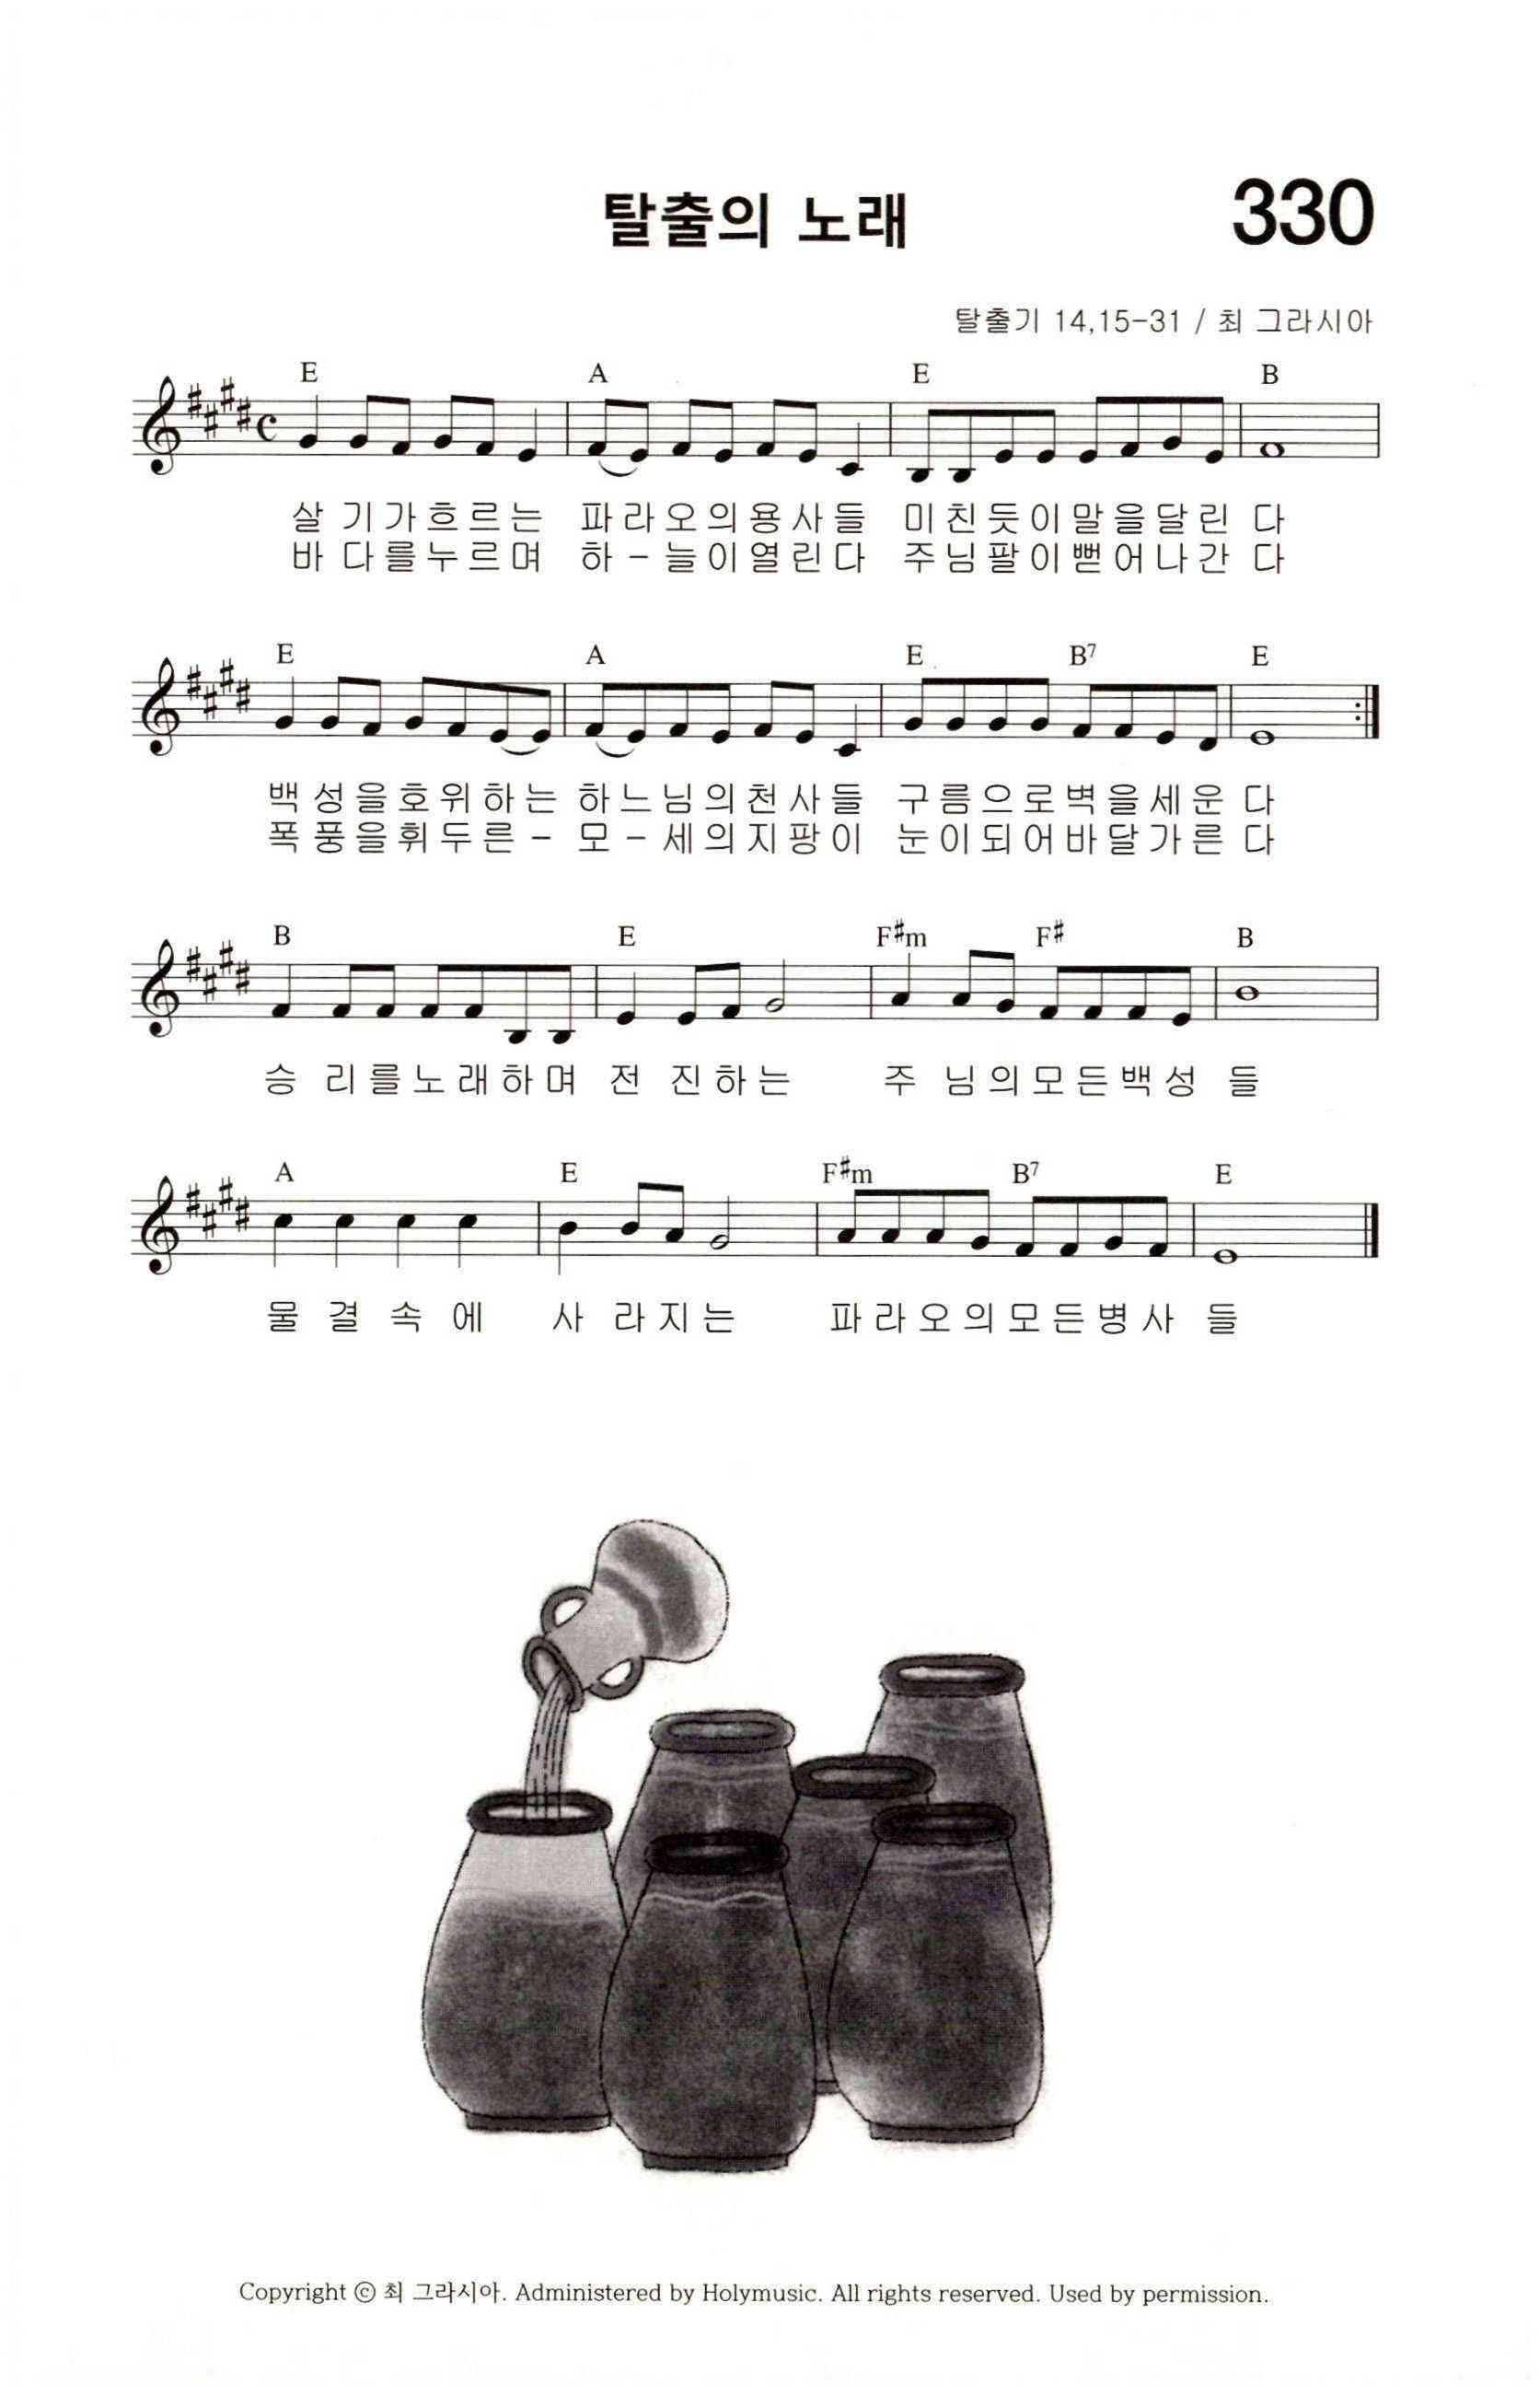 탈출의 노래 330
탈출기 14,15-31 / 최 그라시아
E A E B
살 기가흐르는 파라오의용사들 미친듯이말을달린 다
바 다를누르며 하-늘이열린다 주님팔이뻗어나간 다
E A E B7 E
백 성을호위하는 하느님의천사들 구름으로벽을세운 다
폭 풍을휘두른- 모-세의지팡이 눈이되어바달가른 다
B E F#m F# B
승 리를노래하며 전 진하는 주 님의모든백성 들
A E F#m B7 E
물 결 속 에 사 라지는 파라오의모든병사 들
Copyright ⓒ 최 그라시아. Administered by Holymusic. All rights reserved. Used by permission.